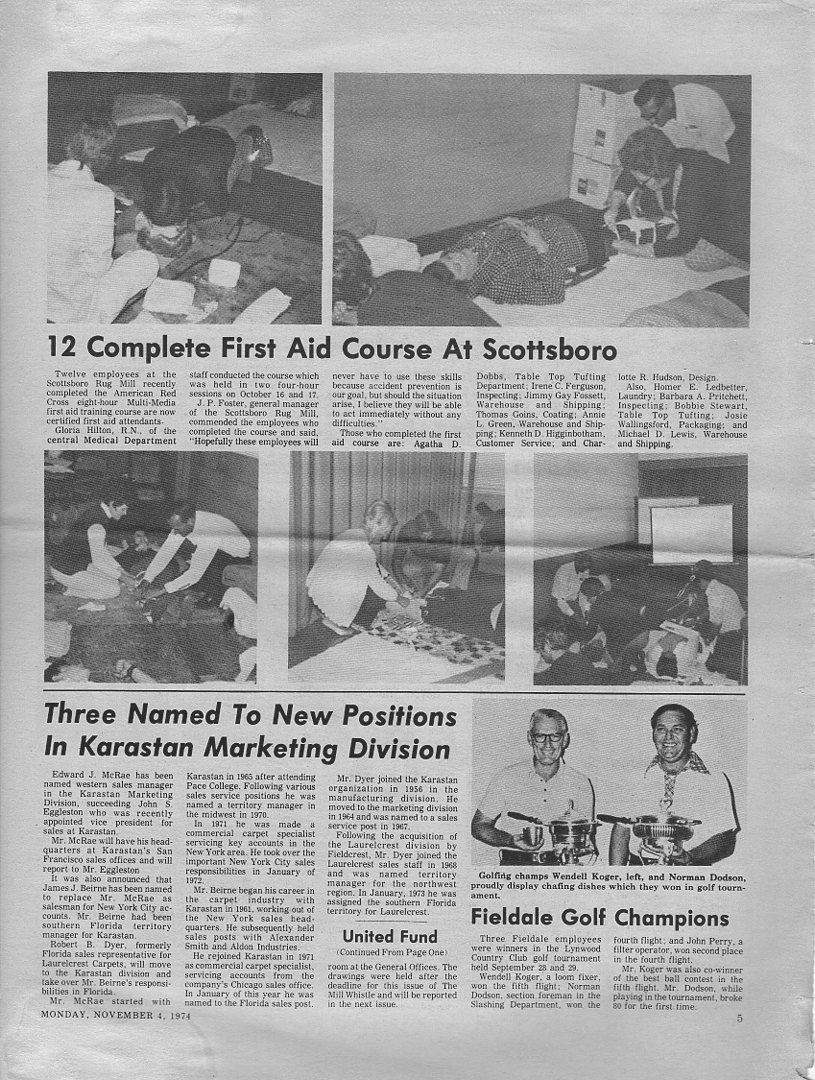 12 Complete First Aid Course At Scottsboro
Twelve employees at the
Scottsboro Rug Mill recently
completed the American Red
Cross eight-hour Multi-Media
first aid training course are now
certified first aid attendants.
Gloria Hilton, R.N., of the
central Medical Department
staff conducted the course which
was held in two four-hour
sessions on October 16 and 17.
J. P. Foster, general manager
of the Scottsboro Rug Mill,
commended the employees who
completed the course and said,
"Hopefully these employees will
never have to use these skills
because accident prevention is
our goal, but should the situation
arise, I believe they will be able
to act immediately without any
difficulties."
Those who completed the first
aid course are: Agatha D.
Dobbs, Table Top Tufting
Department; Irene C. Ferguson,
Inspecting; Jimmy Gay Fossett,
Warehouse and Shipping;
Thomas Goins, Coating; Annie
L. Green, Warehouse and Ship-
ping; Kenneth D. Higginbotham,
Customer Service; and Char-
lotte R. Hudson, Design.
Also, Homer E. Ledbetter,
Laundry; Barbara A. Pritchett,
Inspecting; Bobbie Stewart,
Table Top Tufting; Josie
Wallingsford, Packaging; and
Michael D. Lewis, Warehouse
and Shipping.
Three Named To New Positions
In Karastan Marketing Division
Edward J. McRae has been
named western sales manager
in the Karastan Marketing
Division, succeeding John S.
Eggleston who was recently
appointed vice president for
sales at Karastan.
Mr. McRae will have his head-
quarters at Karastan's San
Francisco sales offices and will
report to Mr. Eggleston
It was also announced that
James J. Beirne has been named
to replace Mr. McRae as
salesman for New York City ac-
counts. Mr. Beirne had been
southern Florida territory
manager for Karastan.
Robert B. Dyer, formerly
Florida sales representative for
Laurelcrest Carpets, will move
to the Karastan division and
take over Mr. Beirne's responsi-
bilities in Florida.
Mr. McRae started with
Karastan in 1965 after attending
Pace College. Following various
sales service positions he was
named a territory manager in
the midwest in 1970.
In 1971 he was made a
commercial carpet specialist
servicing key accounts in the
New York area. He took over the
important New York City sales
responsibilities in January of
1972.
Mr. Beirne began his career in
the carpet industry with
Karastan in 1961, working out of
the New York sales head-
quarters. He subsequently held
sales posts with Alexander
Smith and Aldon Industries.
He rejoined Karastan in 1971
as commercial carpet specialist,
servicing accounts from the
company's Chicago sales office.
In January of this year he was
named to the Florida sales post.
Mr. Dyer joined the Karastan
organization in 1956 in the
manufacturing division. He
moved to the marketing division
in 1964 and was named to a sales
service post in 1967.
Following the acquisition of
the Laurelcrest division by
Fieldcrest, Mr. Dyer joined the
Laurelcrest sales staff in 1968
and was named territory
manager for the northwest
region. In January, 1973 he was
assigned the southern Florida
territory for Laurelcrest.
United Fund
(Continued From Page One)
room at the General Offices. The
drawings were held after the
deadline for this issue of The
Mill Whistle and will be reported
in the next issue.
Golfing champs Wendell Koger, left, and Norman Dodson,
proudly display chafing dishes which they won in golf tourn-
ament.
Fieldale Golf Champions
Three Fieldale employees
were winners in the Lynwood
Country Club golf tournament
held September 28 and 29.
Wendell Koger, a loom fixer,
won the fifth flight; Norman
Dodson, section foreman in the
Slashing Department, won the
fourth flight; and John Perry, a
filter operator, won second place
in the fourth flight.
Mr. Koger was also co-winner
of the best ball contest in the
fifth flight. Mr. Dodson, while
playing in the tournament, broke
80 for the first time.
MONDAY, NOVEMBER 4, 1974
5